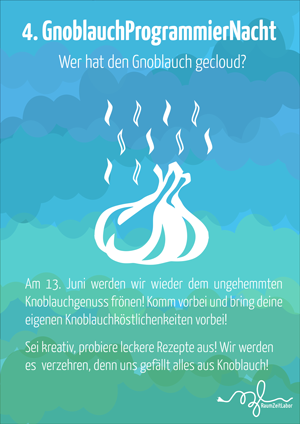 4. GnoblauchProgrammierNacht
Wer hat den Gnoblauch gecloud?
Am 13. Juni werden wir wieder dem ungehemmten
Knoblauchgenuss frönen! Komm vorbei und bring deine
eigenen Knoblauchköstlichenkeiten vorbei!
Sei kreativ, probiere leckere Rezepte aus! Wir werden
es verzehren, denn uns gefällt alles aus Knoblauch!
RaumZeitLabor